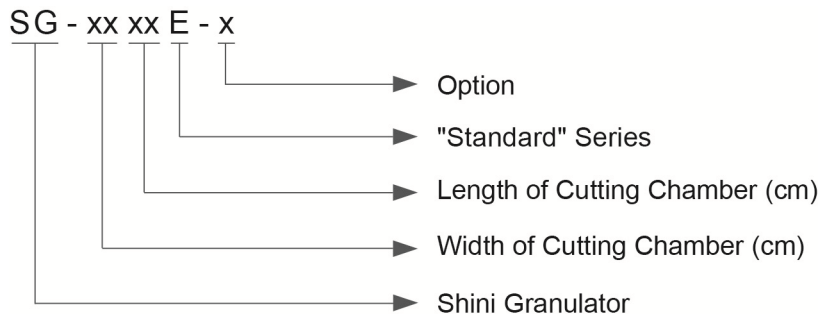 SG - xx xx E - x
Option
"Standard" Series
Length of Cutting Chamber (cm)
Width of Cutting Chamber (cm)
Shini Granulator